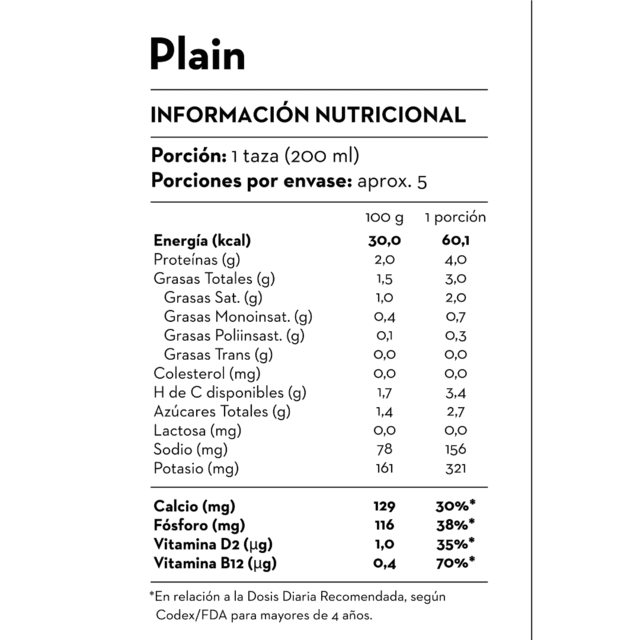 Plain
INFORMACIÓN NUTRICIONAL
Porción: 1 taza (200 ml)
Porciones por envase: aprox. 5
100 g 1 porción
Energía (kcal) 30,0 60,1
Proteínas (g) 2,0 4,0
Grasas Totales (g) 1,5 3,0
Grasas Sat. (g) 1,0 2,0
Grasas Monoinsat. (g) 0,4 0,7
Grasas Poliinsast. (g) 0,1 0,3
Grasas Trans (g) 0,0 0,0
Colesterol (mg) 0,0 0,0
H de C disponibles (g) 1,7 3,4
Azúcares Totales (g) 1,4 2,7
Lactosa (mg) 0,0 0,0
Sodio (mg) 78 156
Potasio (mg) 161 321
Calcio (mg) 129 30%*
Fósforo (mg) 116 38%*
Vitamina D2 (µg) 1,0 35%*
Vitamina B12 (µg) 0,4 70%*
*En relación a la Dosis Diaria Recomendada, según
Codex/FDA para mayores de 4 años.